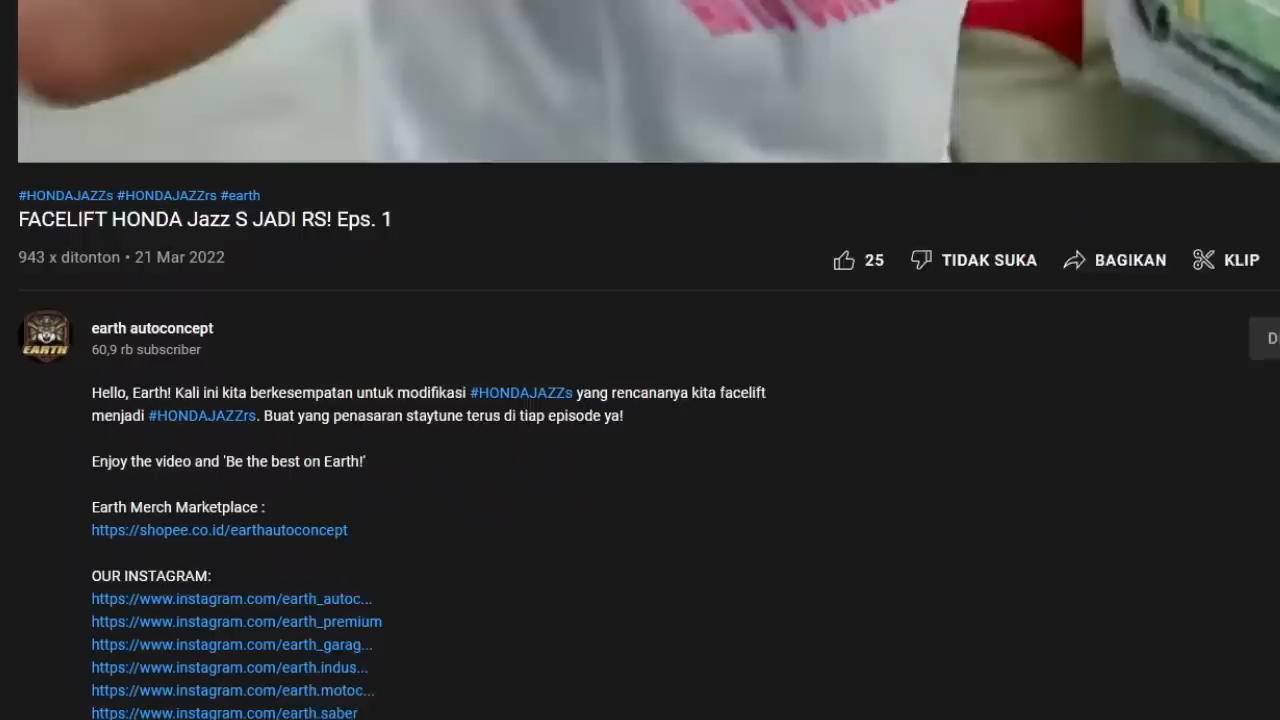 #HONDAJAZZs #HONDAJAZZrs #earth
FACELIFT HONDA Jazz S JADI RS! Eps. 1
943 x ditonton • 21 Mar 2022
25 TIDAK SUKA BAGIKAN KLIP
EARTH
earth autoconcept
60,9 rb subscriber
D
Hello, Earth! Kali ini kita berkesempatan untuk modifikasi #HONDAJAZZs yang rencananya kita facelift
menjadi #HONDAJAZZrs. Buat yang penasaran staytune terus di tiap episode ya!
Enjoy the video and 'Be the best on Earth!'
Earth Merch Marketplace :
https://shopee.co.id/earthautoconcept
OUR INSTAGRAM:
https://www.instagram.com/earth_autoc...
https://www.instagram.com/earth_premium
https://www.instagram.com/earth_garag...
https://www.instagram.com/earth.indus...
https://www.instagram.com/earth.motoc...
https://www.instagram.com/earth.saber